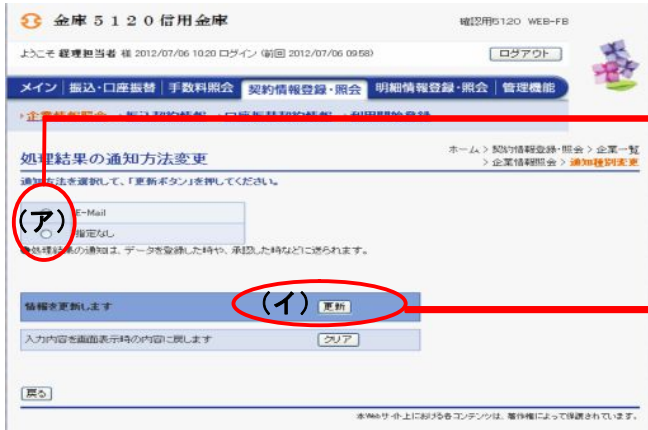 金庫５１２０信用金庫
確認用5120 WEB-FB
ようこそ 経理担当者 様 2012/07/06 10:20 ログイン (前回 2012/07/06 09:58)
ログアウト
メイン 振込・口座振替 手数料照会 契約情報登録・照会 明細情報登録・照会 管理機能
処理結果の通知方法変更
ホーム > 契約情報登録・照会 > 企業一覧
> 企業情報照会 > 通知種別変更
通知方法を選択して、「更新ボタン」を押してください。
(ア)
E-Mail
指定なし
処理結果の通知は、データを登録した時や、承認した時などに送られます。
情報を更新します
(イ)
更新
入力内容を画面表示時の内容に戻します
クリア
戻る
本Webサイト上における各コンテンツは、著作権によって保護されています。